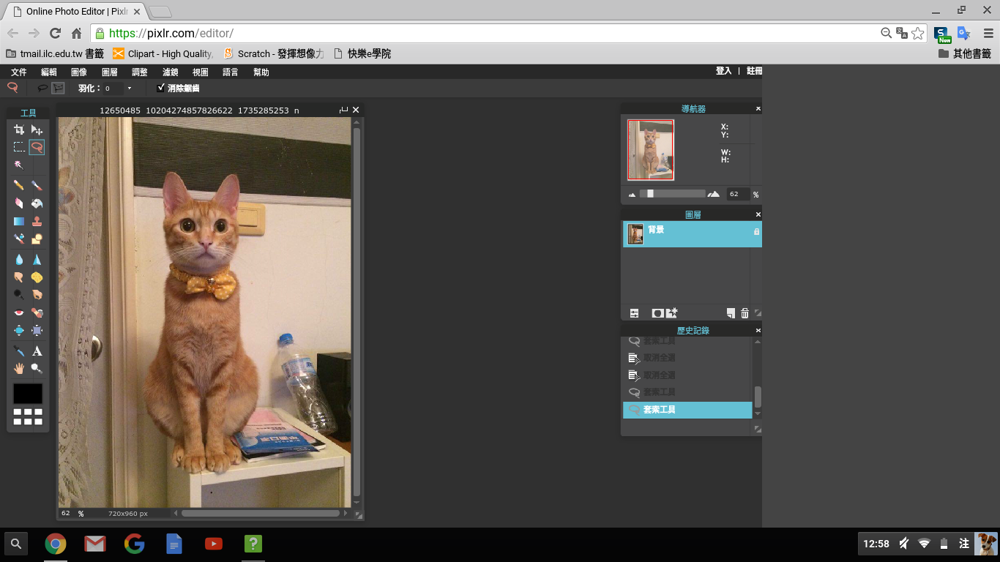 Online Photo Editor | Pixlr
https://pixlr.com/editor/
tmail.ilc.edu.tw 書籤
Clipart - High Quality,
Scratch - 發揮想像力
快樂e學院
其他書籤
New
文件 編輯 圖像 圖層 調整 濾鏡 視圖 語言 幫助
登入 | 註冊
羽化： 0
消除鋸齒
工具
12650485 10204274857826622 1735285253 n
導航器
X:
Y:
W:
H:
62 %
圖層
背景
歷史記錄
套索工具
取消全選
取消全選
套索工具
套索工具
62 % 720x960 px
12:58
注